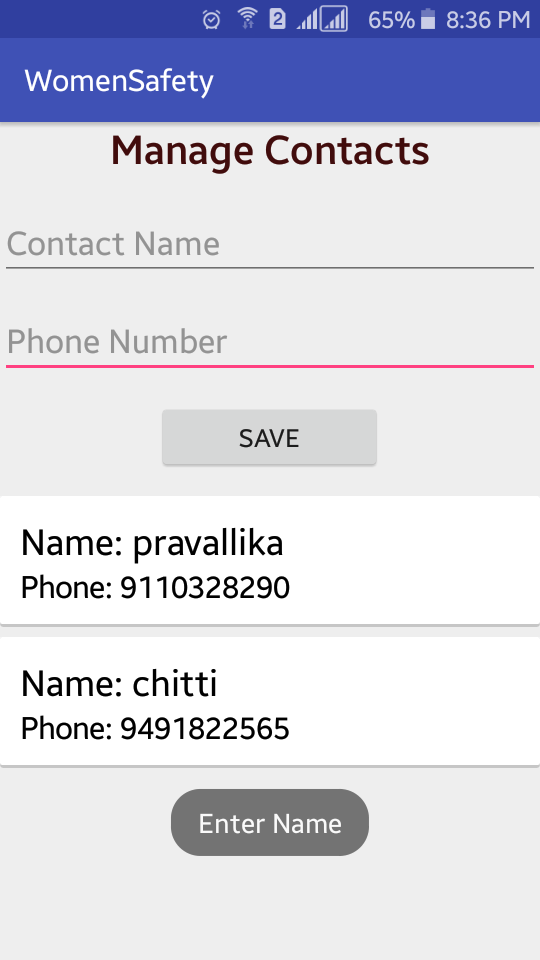 2 65% 8:36 PM
WomenSafety
Manage Contacts
Contact Name
Phone Number
SAVE
Name: pravallika
Phone: 9110328290
Name: chitti
Phone: 9491822565
Enter Name